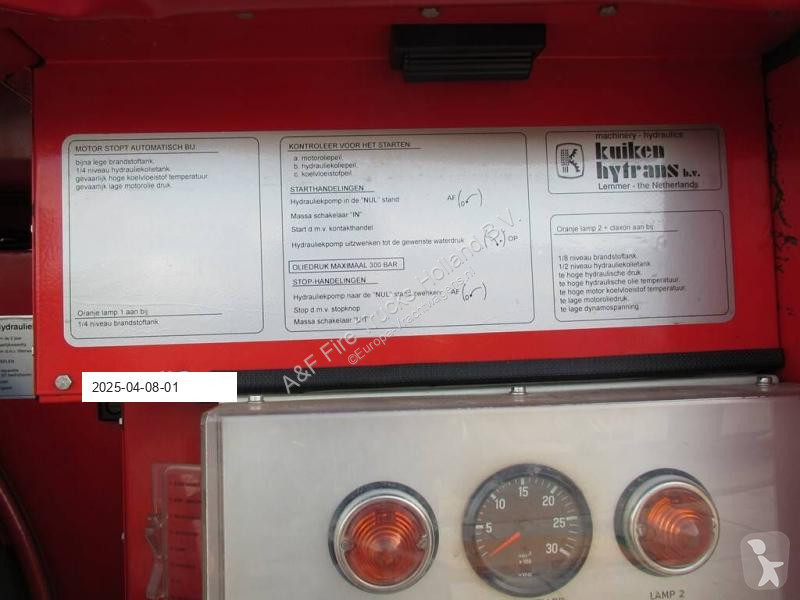 MOTOR STOPT AUTOMATISCH BIJ:
bijna lege brandstoftank.
1/4 niveau hydrauliekolietank.
gevaarlijk hoge koelvloeistof temperatuur.
gevaarlijk lage motorolie druk.
Oranje lamp 1 aan bij
1/4 niveau brandstoftank
KONTROLEER VOOR HET STARTEN
a. motoroliepeil.
b. hydrauliekoliepeil.
c. koelvloeistofpeil.
STARTHANDELINGEN
Hydrauliekpomp in de "NUL" stand AF
Massa schakelaar "IN"
Start d.m.v. kontakthandel
Hydrauliekpomp uitzwenken tot de gewenste waterdruk OP
OLIEDRUK MAXIMAAL 300 BAR
STOP-HANDELINGEN
Hydrauliekpomp naar de "NUL" stand zwenken AF
Stop d.m.v. stopknop
Massa schakelaar "UIT"
machinery - hydraulics
kuiken
hytrans b.v.
Lemmer - the Netherlands
Oranje lamp 2 + claxon aan bij
1/8 niveau brandstoftank.
1/2 niveau hydrauliekolietank.
te hoge hydraulische druk.
te hoge hydraulische olie temperatuur.
te hoge motor koelvloeistof temperatuur.
te lage motoroliedruk.
te lage dynamospanning.
A&F Fire Trucks Holland B.V.
2025-04-08-01
5 10 15 20 25 30
LAMP 2